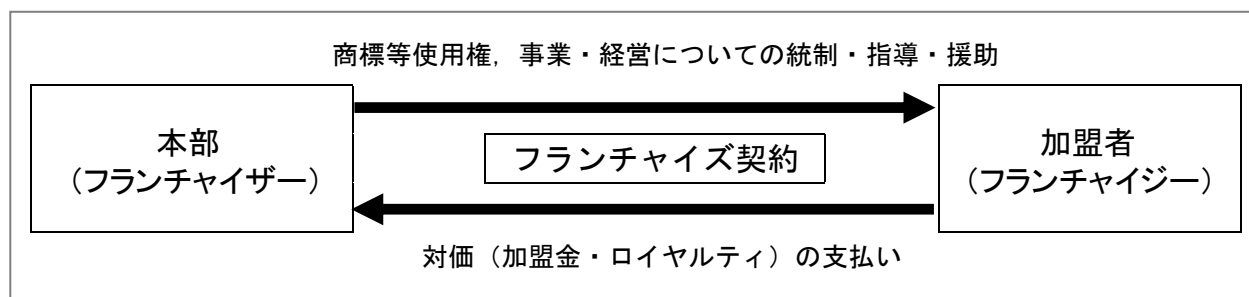 商標等使用権，事業・経営についての統制・指導・援助
本部
（フランチャイザー）
フランチャイズ契約
加盟者
（フランチャイジー）
対価（加盟金・ロイヤルティ）の支払い